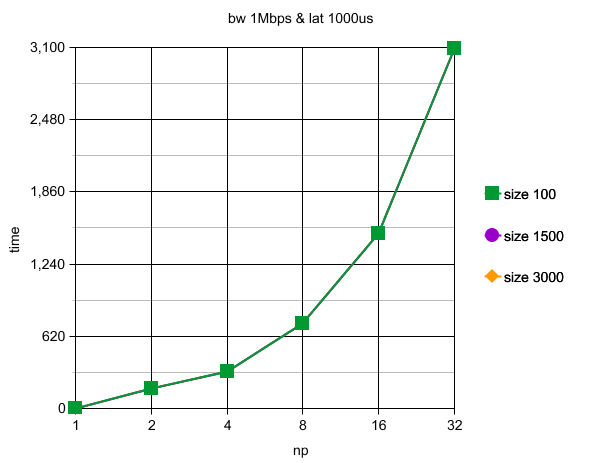 bw 1Mbps & lat 1000us
3,100
2,480
1,860
1,240
620
0
time
1 2 4 8 16 32
np
size 100
size 1500
size 3000